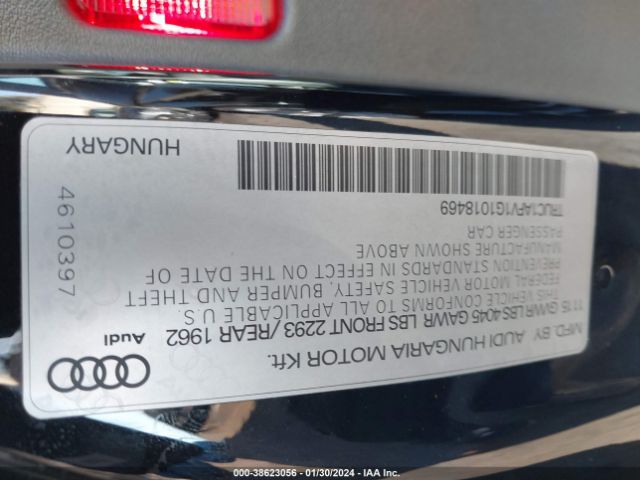 MFD. BY AUDI HUNGARIA MOTOR Kft.
11 15 GVWR LBS 4045 GAWR LBS FRONT 2293 / REAR 1962
Audi
THIS VEHICLE CONFORMS TO ALL APPLICABLE U.S.
FEDERAL MOTOR VEHICLE SAFETY, BUMPER AND THEFT
PREVENTION STANDARDS IN EFFECT ON THE DATE OF
MANUFACTURE SHOWN ABOVE
PASSENGER CAR
TRUC1AFV1G1018469
HUNGARY
4610397
000-38623056 - 01/30/2024 - IAA Inc.